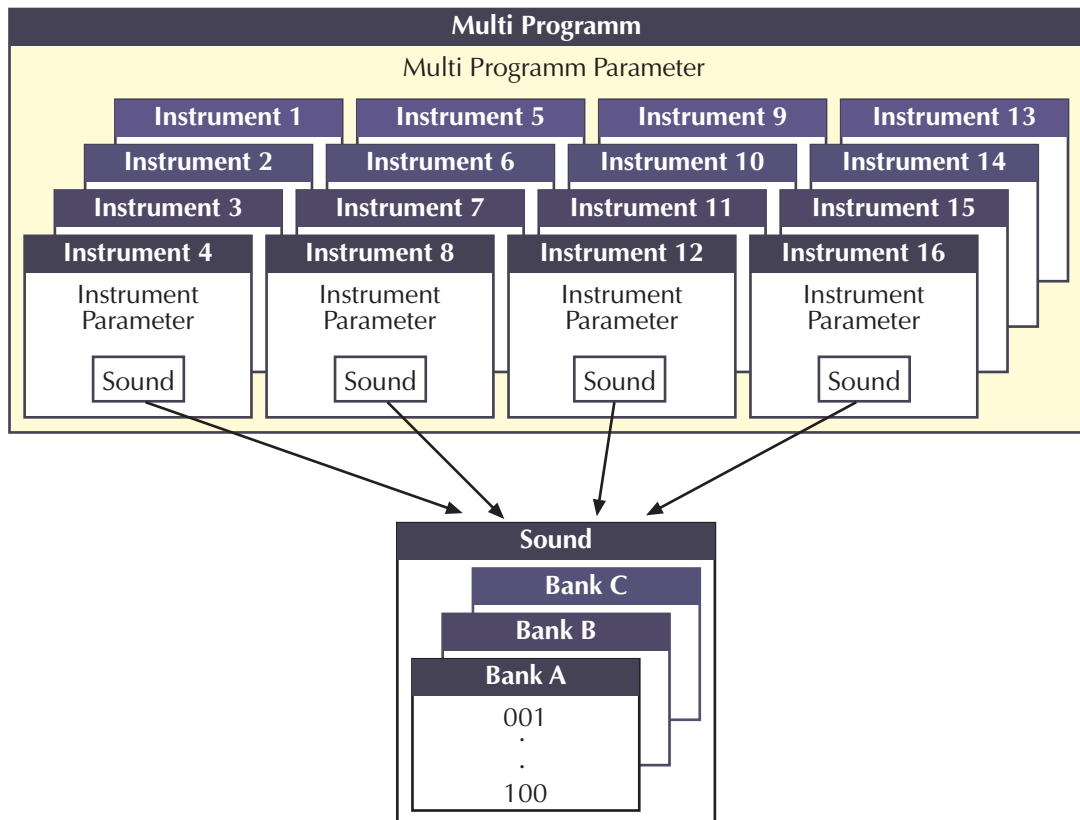 Multi Programm
Multi Programm Parameter
Instrument 1
Instrument 5
Instrument 9
Instrument 13
Instrument 2
Instrument 6
Instrument 10
Instrument 14
Instrument 3
Instrument 7
Instrument 11
Instrument 15
Instrument 4
Instrument 8
Instrument 12
Instrument 16
Instrument
Parameter
Sound
Instrument
Parameter
Sound
Instrument
Parameter
Sound
Instrument
Parameter
Sound
Sound
Bank C
Bank B
Bank A
001
.
.
100